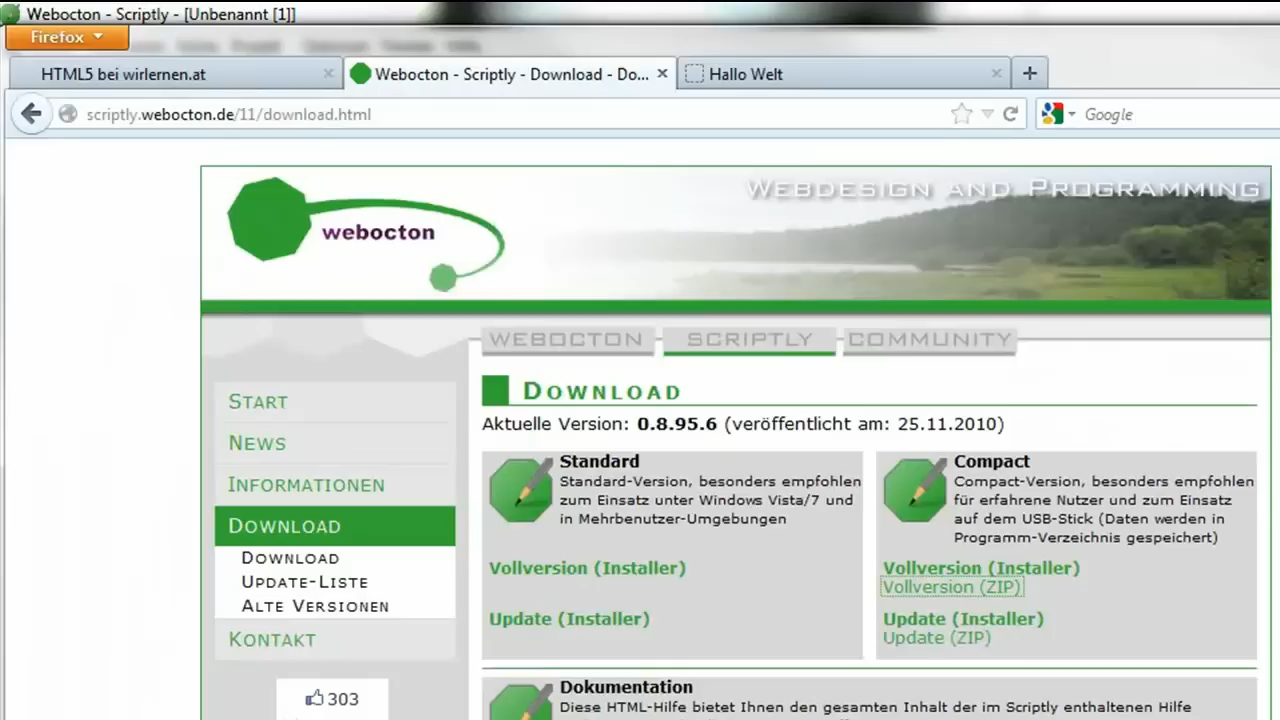 Webocton - Scriptly - [Unbenannt [1]]
Firefox
HTML5 bei wirlernen.at
Webocton - Scriptly - Download - Do...
Hallo Welt
scriptly.webocton.de/11/download.html
Google
WEBDESIGN AND PROGRAMMING
webocton
WEBOCTON
SCRIPTLY
COMMUNITY
START
NEWS
INFORMATIONEN
DOWNLOAD
DOWNLOAD
UPDATE-LISTE
ALTE VERSIONEN
KONTAKT
303
DOWNLOAD
Aktuelle Version: 0.8.95.6 (veröffentlicht am: 25.11.2010)
Standard
Standard-Version, besonders empfohlen
zum Einsatz unter Windows Vista/7 und
in Mehrbenutzer-Umgebungen
Vollversion (Installer)
Update (Installer)
Compact
Compact-Version, besonders empfohlen
für erfahrene Nutzer und zum Einsatz
auf dem USB-Stick (Daten werden in
Programm-Verzeichnis gespeichert)
Vollversion (Installer)
Vollversion (ZIP)
Update (Installer)
Update (ZIP)
Dokumentation
Diese HTML-Hilfe bietet Ihnen den gesamten Inhalt der im Scriptly enthaltenen Hilfe